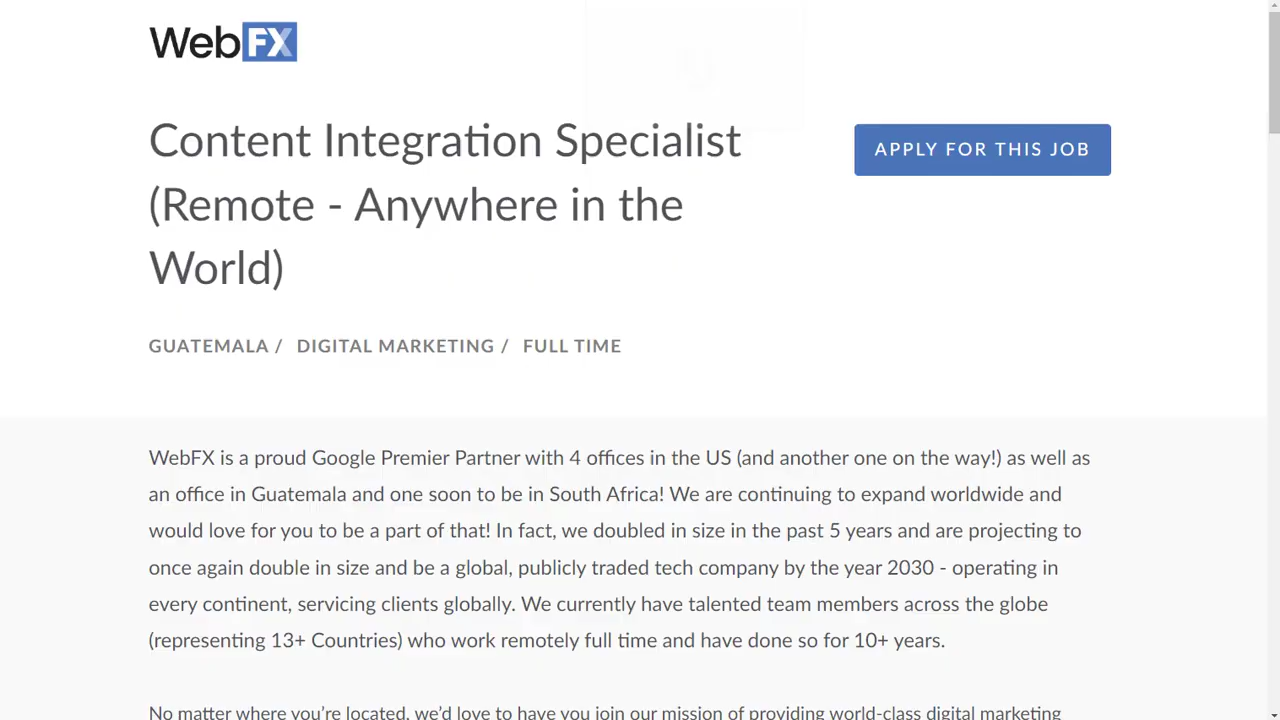 WebFX
Content Integration Specialist
(Remote - Anywhere in the
World)
APPLY FOR THIS JOB
GUATEMALA / DIGITAL MARKETING / FULL TIME
WebFX is a proud Google Premier Partner with 4 offices in the US (and another one on the way!) as well as
an office in Guatemala and one soon to be in South Africa! We are continuing to expand worldwide and
would love for you to be a part of that! In fact, we doubled in size in the past 5 years and are projecting to
once again double in size and be a global, publicly traded tech company by the year 2030 - operating in
every continent, servicing clients globally. We currently have talented team members across the globe
(representing 13+ Countries) who work remotely full time and have done so for 10+ years.
No matter where you're located, we'd love to have you join our mission of providing world-class digital marketing